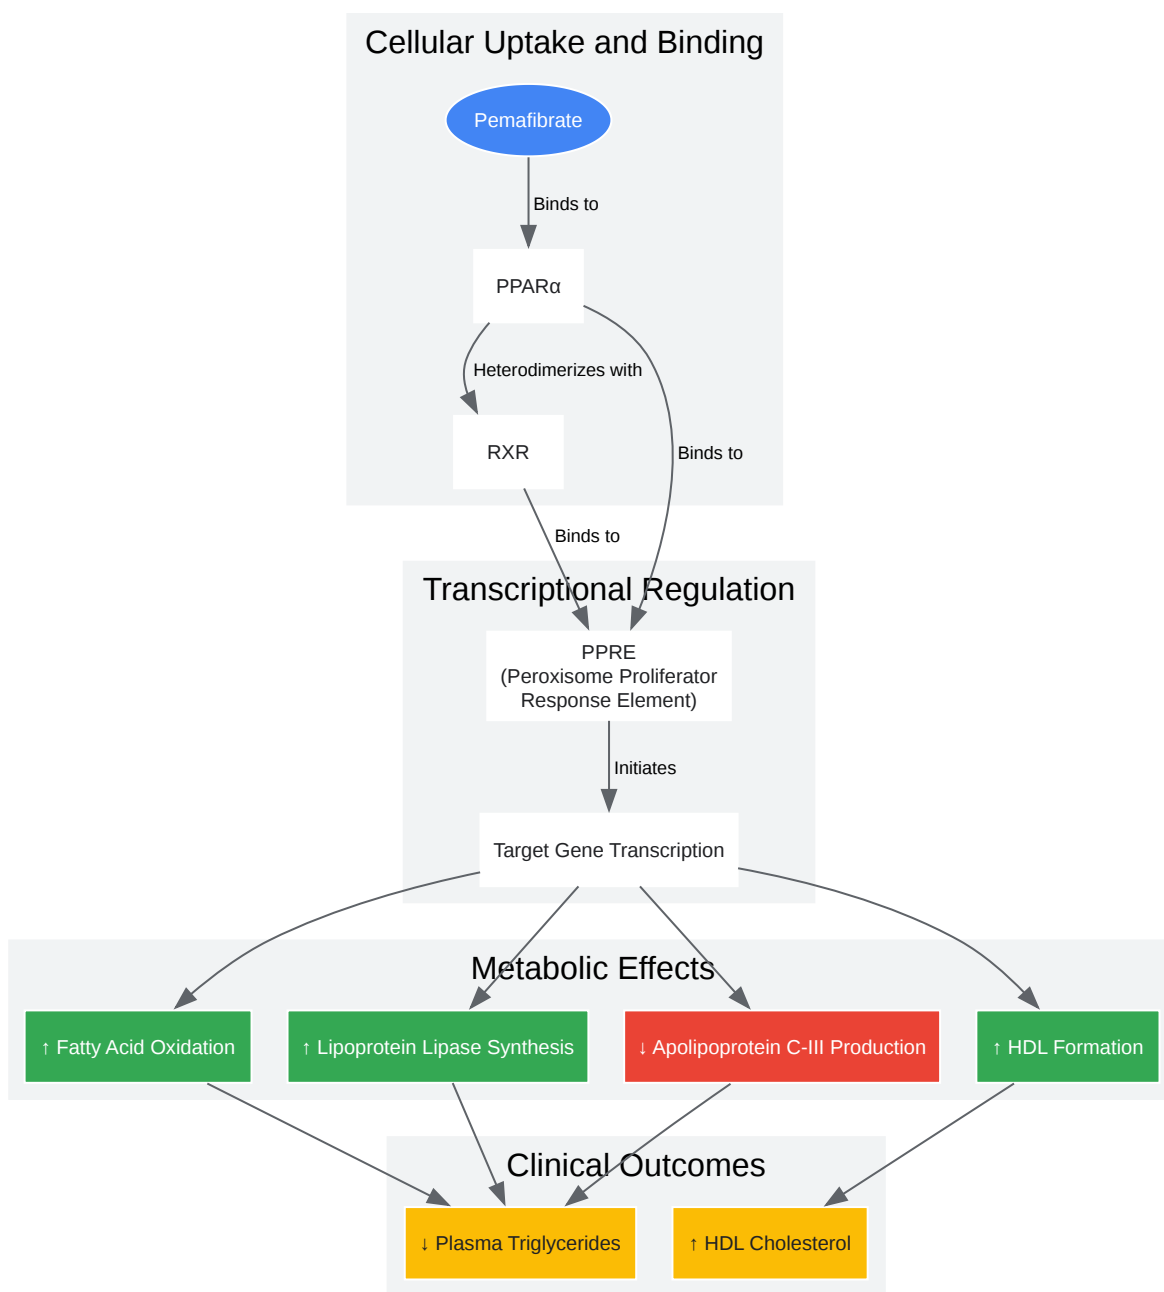 Cellular Uptake and Binding
Pemafibrate
Binds to
PPARα
Heterodimerizes with
RXR
Binds to
Binds to
Transcriptional Regulation
PPRE
(Peroxisome Proliferator
Response Element)
Initiates
Target Gene Transcription
Metabolic Effects
↑ Fatty Acid Oxidation
↑ Lipoprotein Lipase Synthesis
↓ Apolipoprotein C-III Production
↑ HDL Formation
Clinical Outcomes
↓ Plasma Triglycerides
↑ HDL Cholesterol